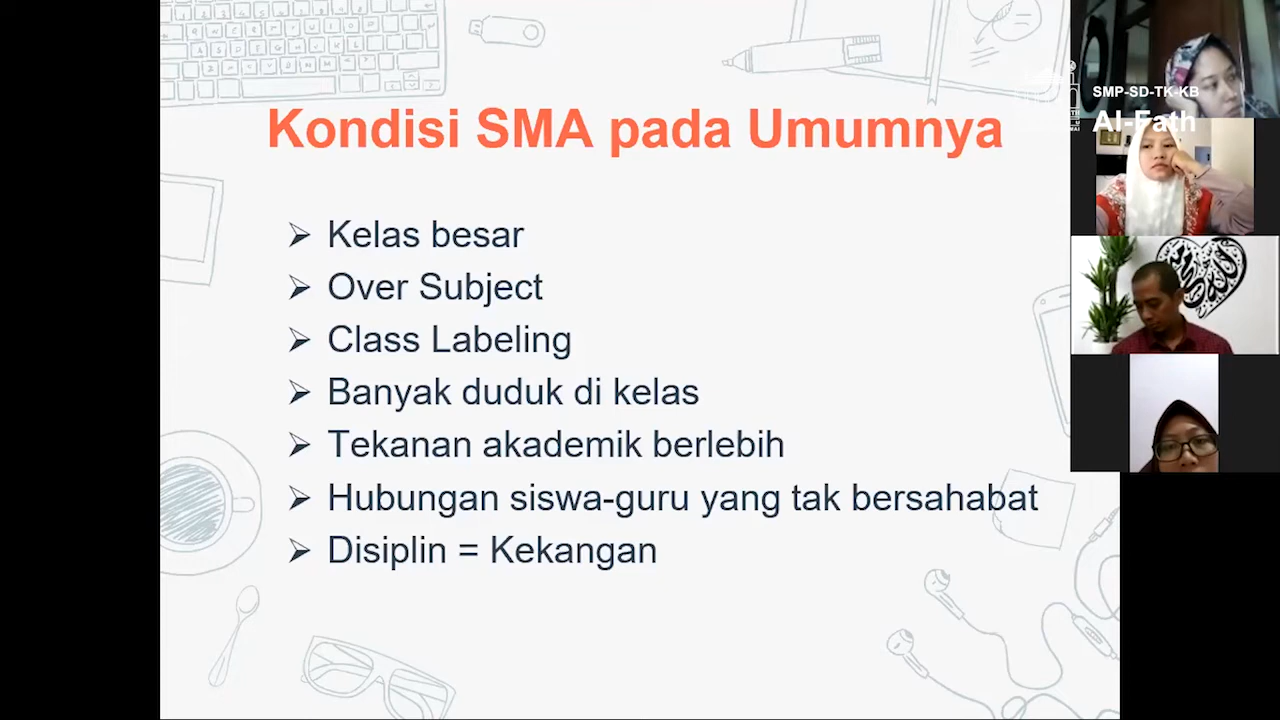 Kondisi SMA pada Umumnya
Kelas besar
Over Subject
Class Labeling
Banyak duduk di kelas
Tekanan akademik berlebih
Hubungan siswa-guru yang tak bersahabat
Disiplin = Kekangan
SMP-SD-TK-KB
Al-Fath